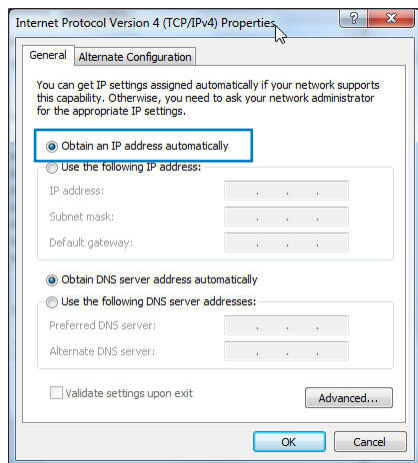 Internet Protocol Version 4 (TCP/IPv4) Properties
?
General
Alternate Configuration
You can get IP settings assigned automatically if your network supports
this capability. Otherwise, you need to ask your network administrator
for the appropriate IP settings.
Obtain an IP address automatically
Use the following IP address:
IP address:
. . .
Subnet mask:
. . .
Default gateway:
. . .
Obtain DNS server address automatically
Use the following DNS server addresses:
Preferred DNS server:
. . .
Alternate DNS server:
. . .
Validate settings upon exit
Advanced...
OK
Cancel